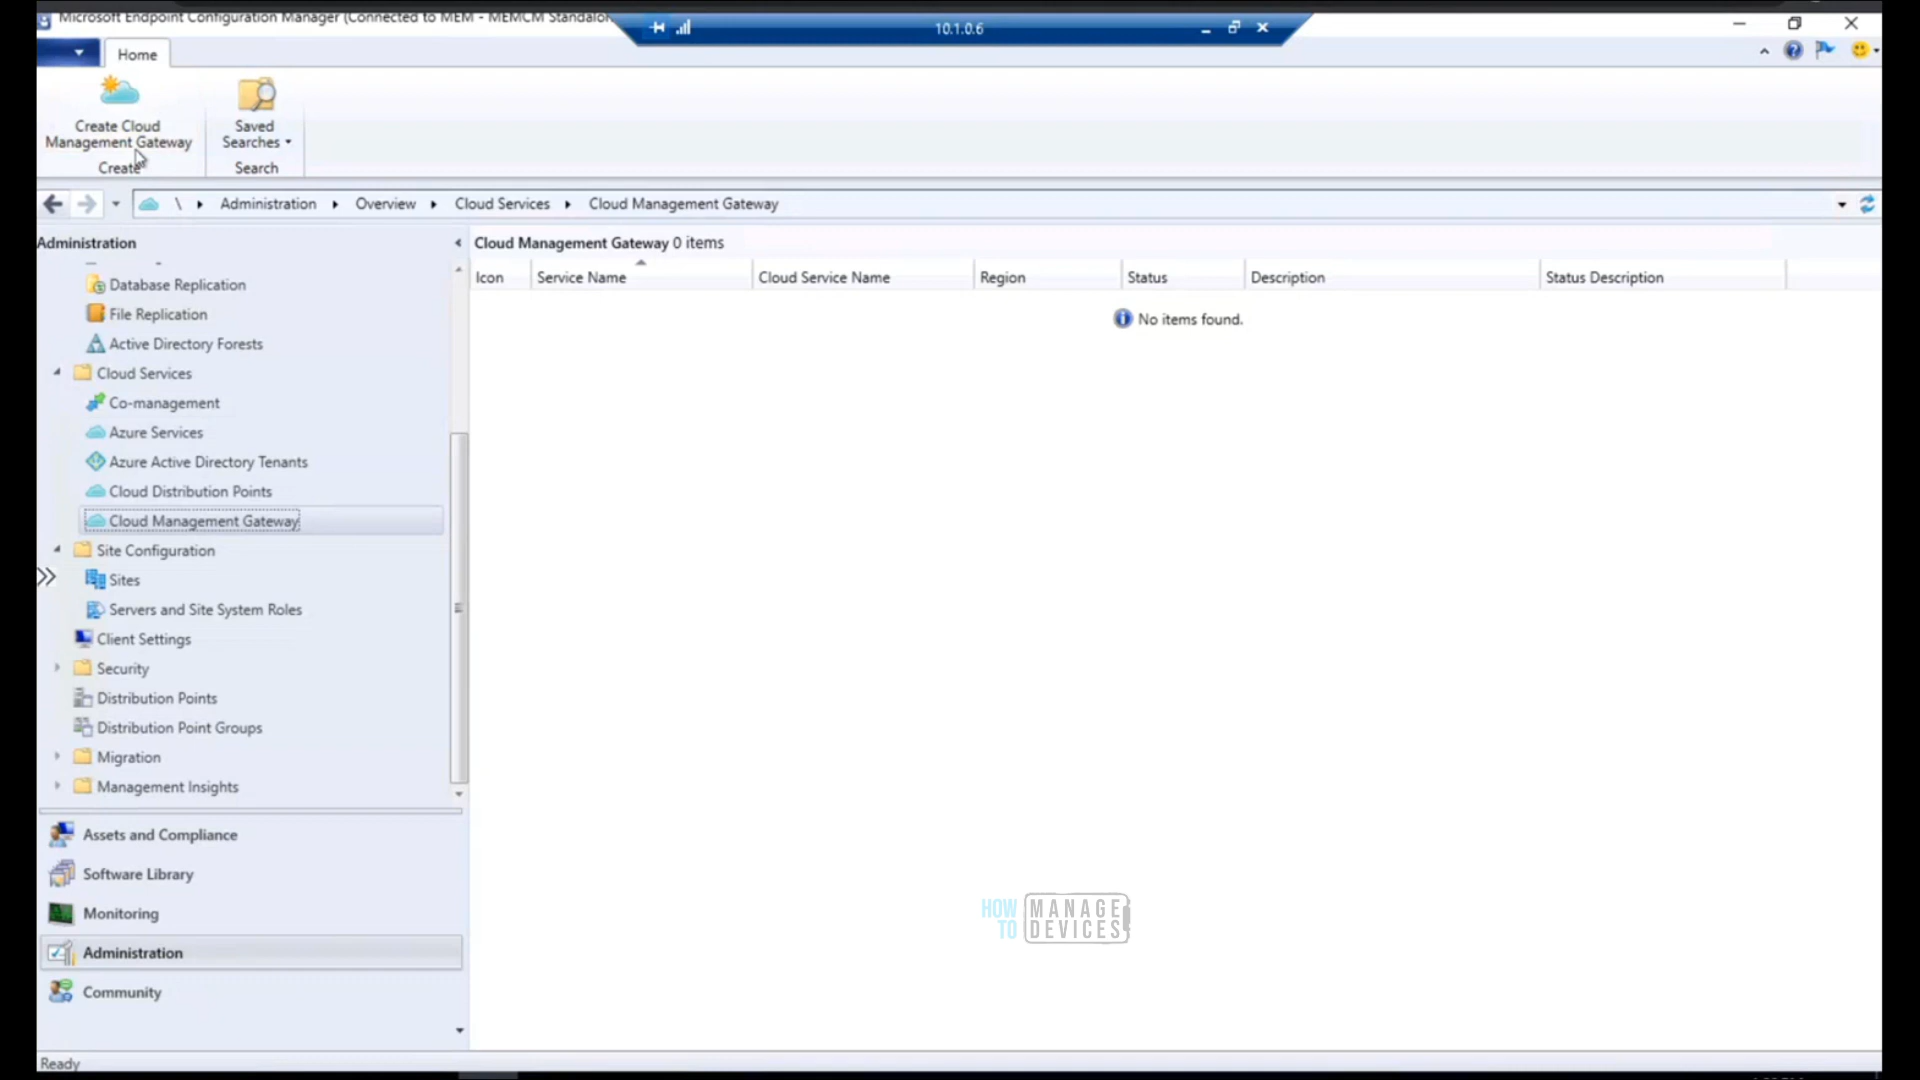 Microsoft Endpoint Configuration Manager (Connected to MEM - MEMCM Standalon
10.1.0.6
Home
Create Cloud
Management Gateway
Create
Saved
Searches
Search
\ Administration Overview Cloud Services Cloud Management Gateway
Administration
Database Replication
File Replication
Active Directory Forests
Cloud Services
Co-management
Azure Services
Azure Active Directory Tenants
Cloud Distribution Points
Cloud Management Gateway
Site Configuration
Sites
Servers and Site System Roles
Client Settings
Security
Distribution Points
Distribution Point Groups
Migration
Management Insights
Assets and Compliance
Software Library
Monitoring
Administration
Community
Cloud Management Gateway 0 items
Icon Service Name Cloud Service Name Region Status Description Status Description
No items found.
HOW TO MANAGE DEVICES
Ready